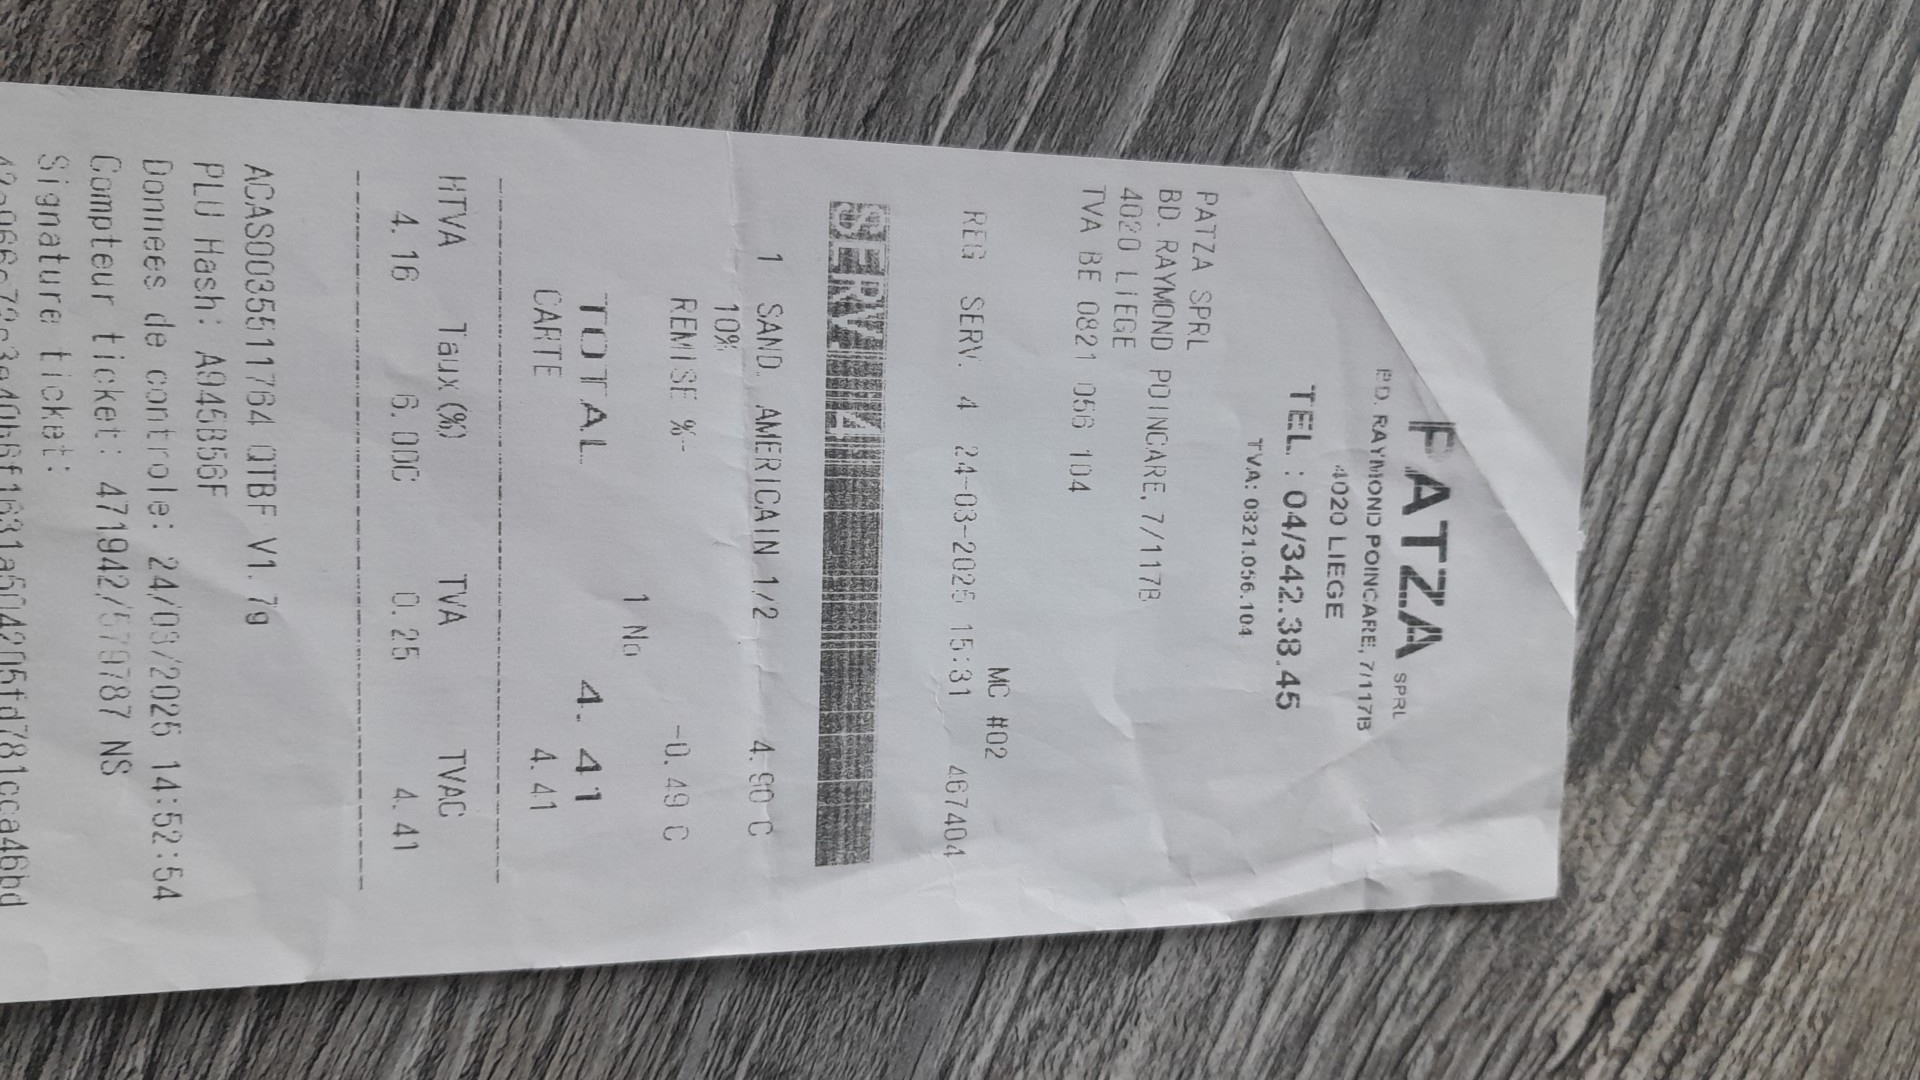 PATZA SPRL
BD. RAYMOND POINCARE, 7/117B
4020 LIEGE
TEL. : 04/342.38.45
TVA: 0821.056.104
PATZA SPRL
BD. RAYMOND POINCARE, 7/117B
4020 LIEGE
TVA BE 0821 056 104
MC #02
REG SERV. 4 24-03-2025 15:31 467404
SERV. 4
1 SAND. AMERICAIN 1/2 4.90 C
10%
REMISE %- -0.49 C
1 No
TOTAL 4.41
CARTE 4.41
HTVA Taux(%) TVA TVAC
4.16 6.00C 0.25 4.41
ACAS0035511764 QTBF V1.79
PLU Hash: A945B56F
Donnees de controle: 24/03/2025 14:52:54
Compteur ticket: 471942/579787 NS
Signature ticket: